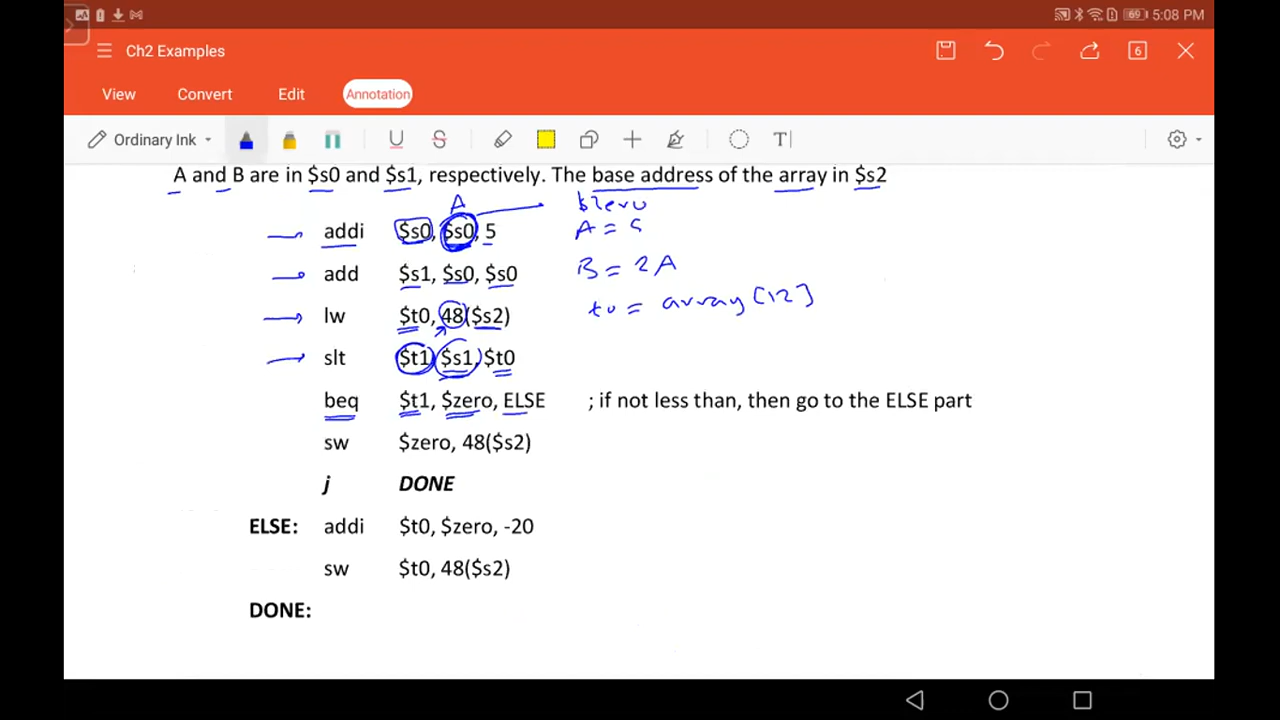 69 5:08 PM
Ch2 Examples
6
View Convert Edit Annotation
Ordinary Ink U S T
A and B are in $s0 and $s1, respectively. The base address of the array in $s2
A $zero
addi $s0, $s0, 5 A = 5
add $s1, $s0, $s0 B = 2A
lw $t0, 48($s2) t0 = array[12]
slt $t1, $s1, $t0
beq $t1, $zero, ELSE ; if not less than, then go to the ELSE part
sw $zero, 48($s2)
j DONE
ELSE: addi $t0, $zero, -20
sw $t0, 48($s2)
DONE: